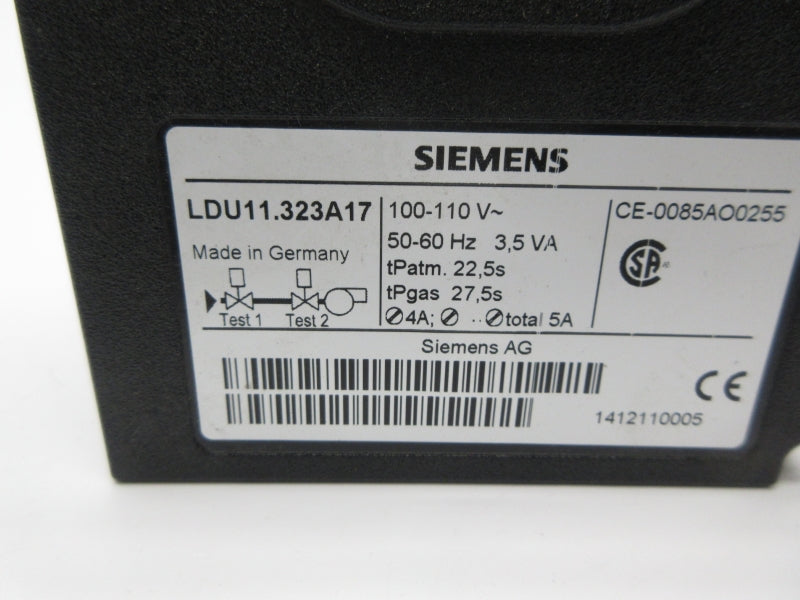 SIEMENS
LDU11.323A17
Made in Germany
Test 1 Test 2
100-110 V~
50-60 Hz 3,5 VA
tPatm. 22,5s
tPgas 27,5s
⊘4A; ⊘ ..⊘total 5A
CE-0085AO0255
SA
Siemens AG
CE
1412110005